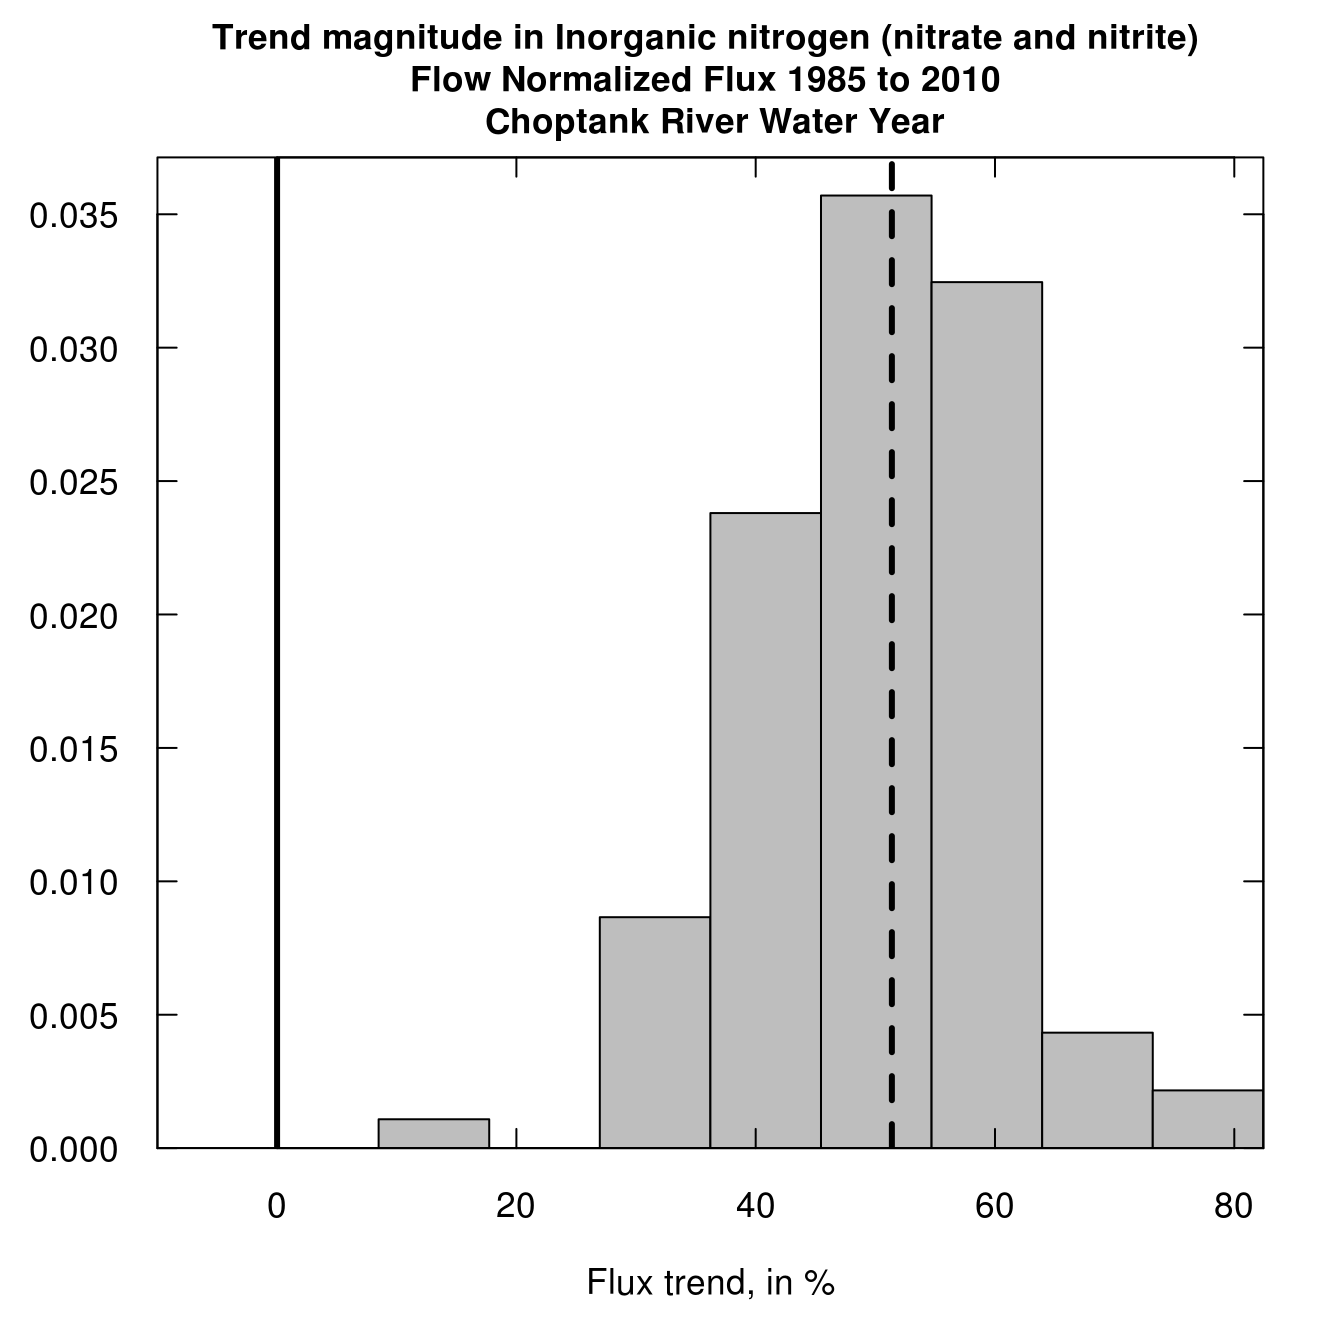 Trend magnitude in Inorganic nitrogen (nitrate and nitrite)
Flow Normalized Flux 1985 to 2010
Choptank River Water Year
0.035
0.030
0.025
0.020
0.015
0.010
0.005
0.000
0 20 40 60 80
Flux trend, in %